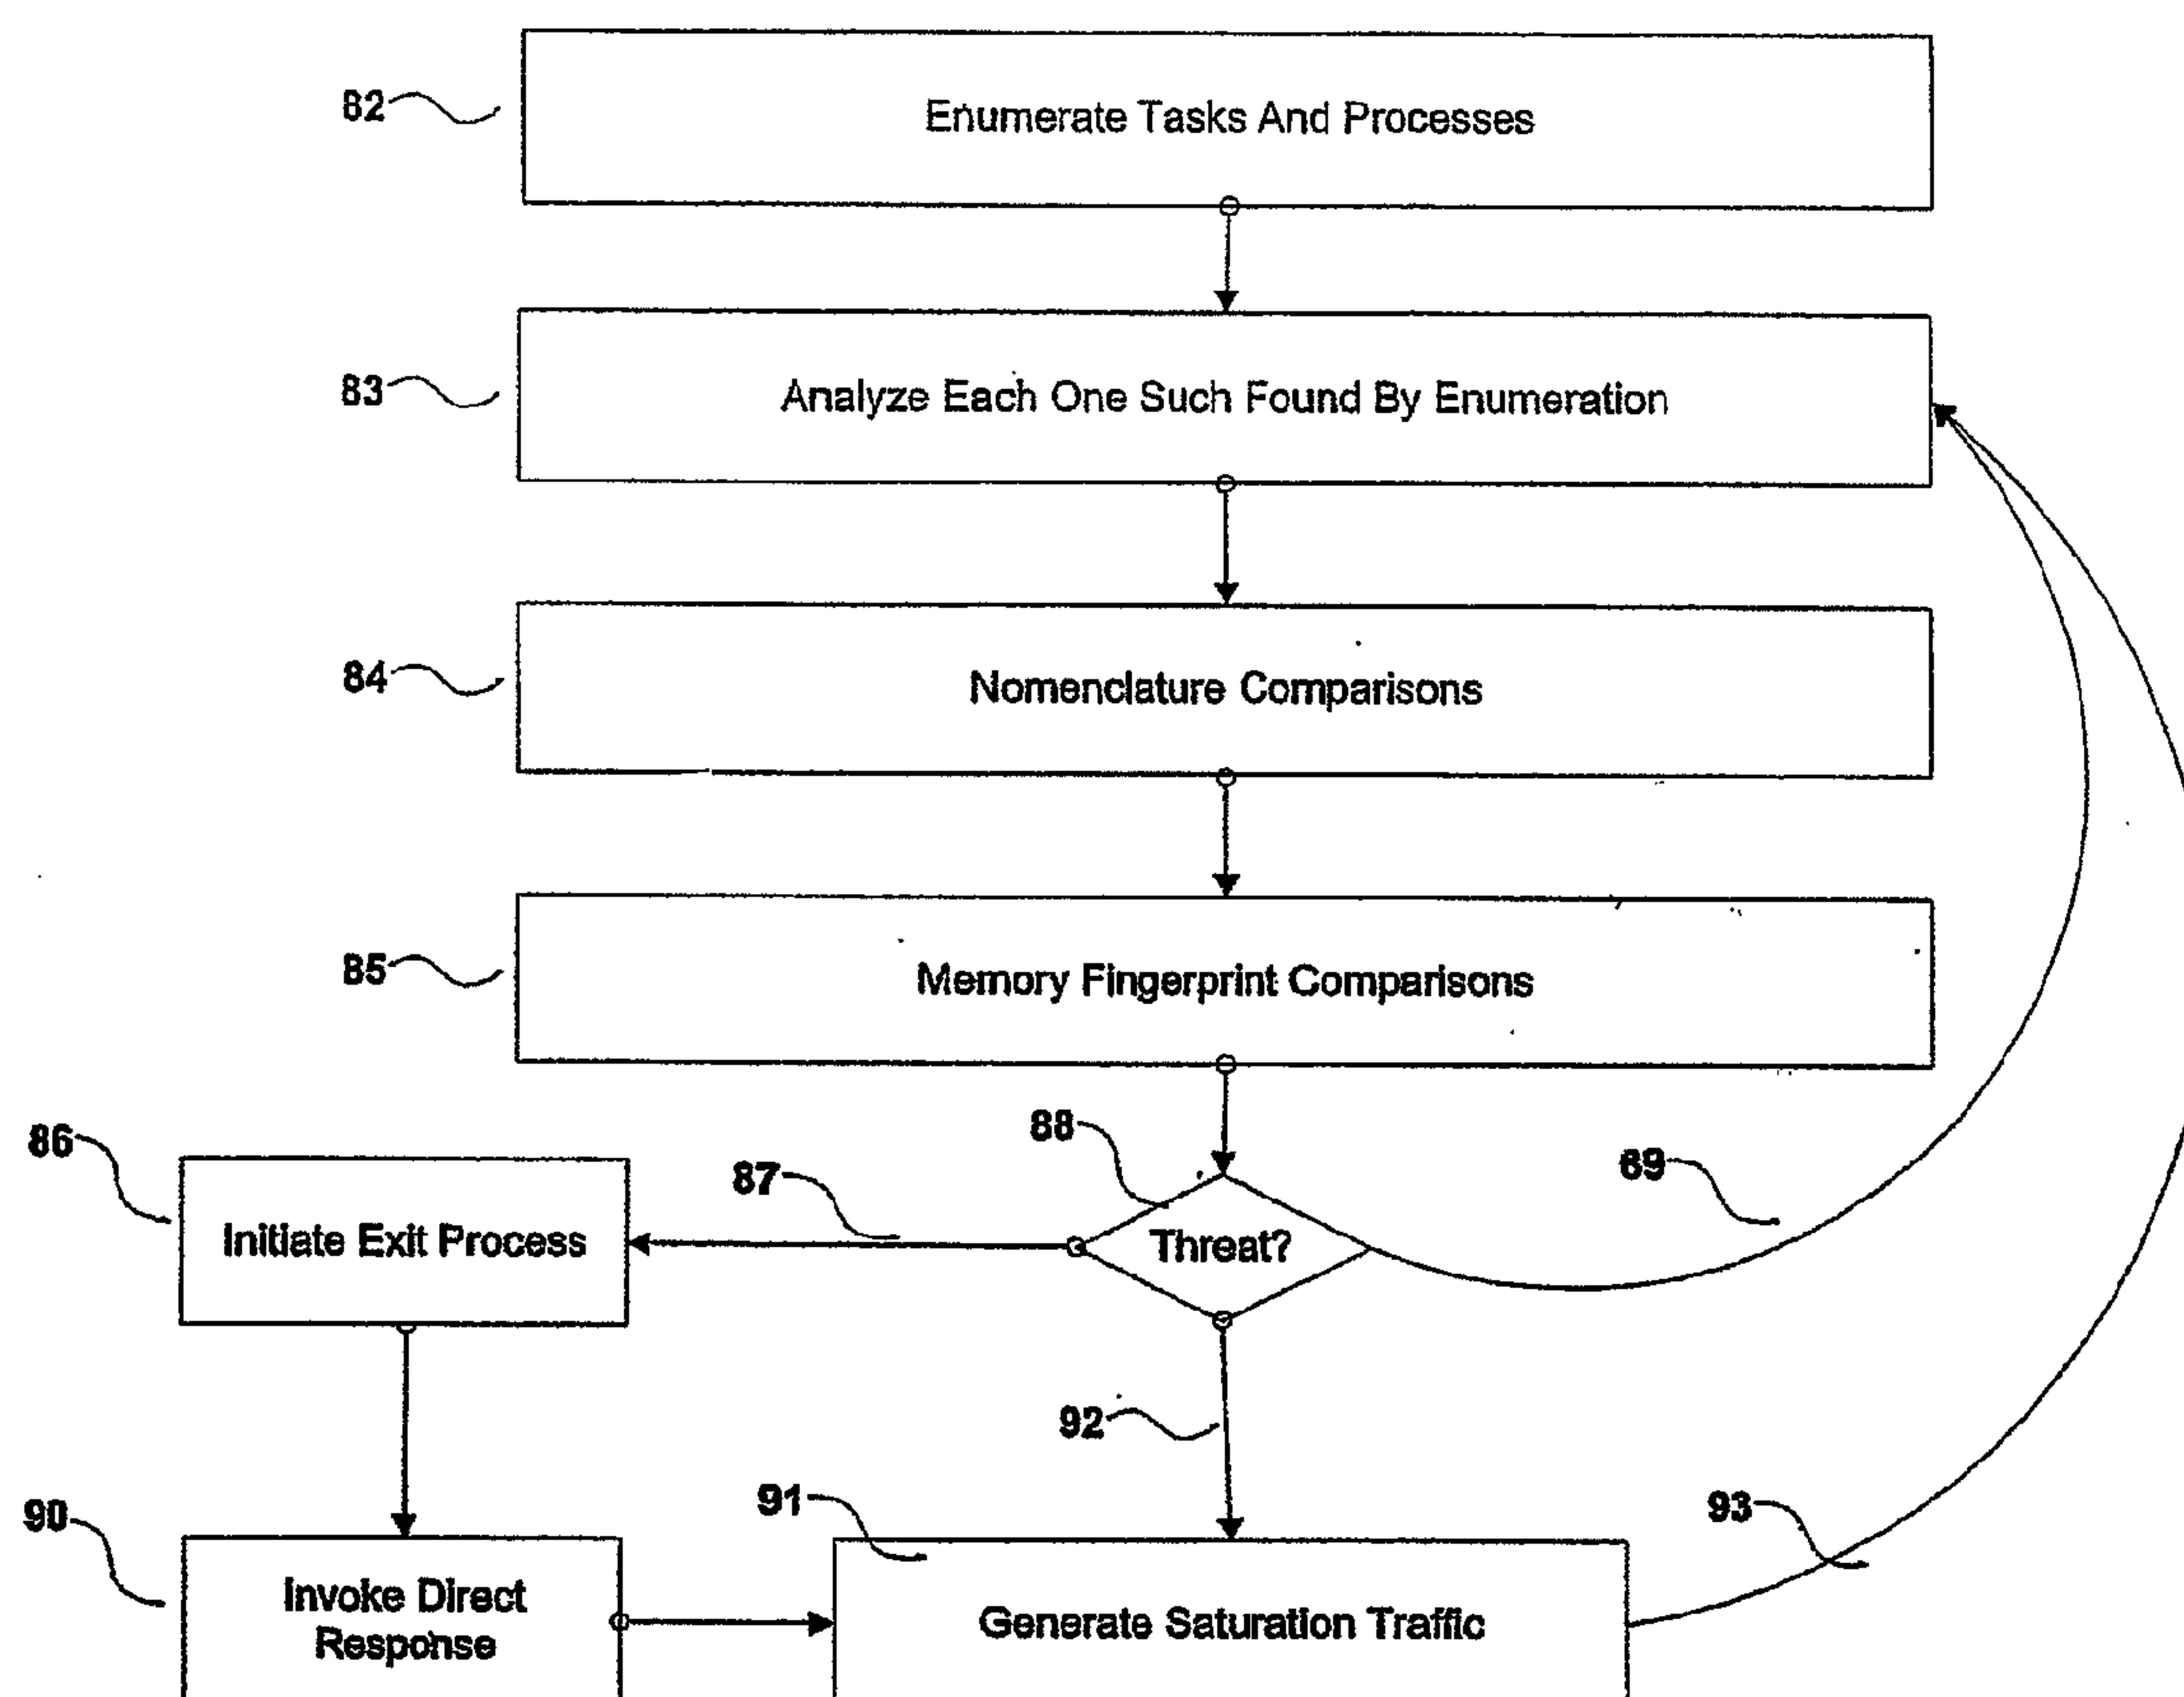 82
Enumerate Tasks And Processes
83
Analyze Each One Such Found By Enumeration
84
Nomenclature Comparisons
85
Memory Fingerprint Comparisons
86
Initiate Exit Process
87
88
Threat?
89
92
90
Invoke Direct
Response
91
Generate Saturation Traffic
93